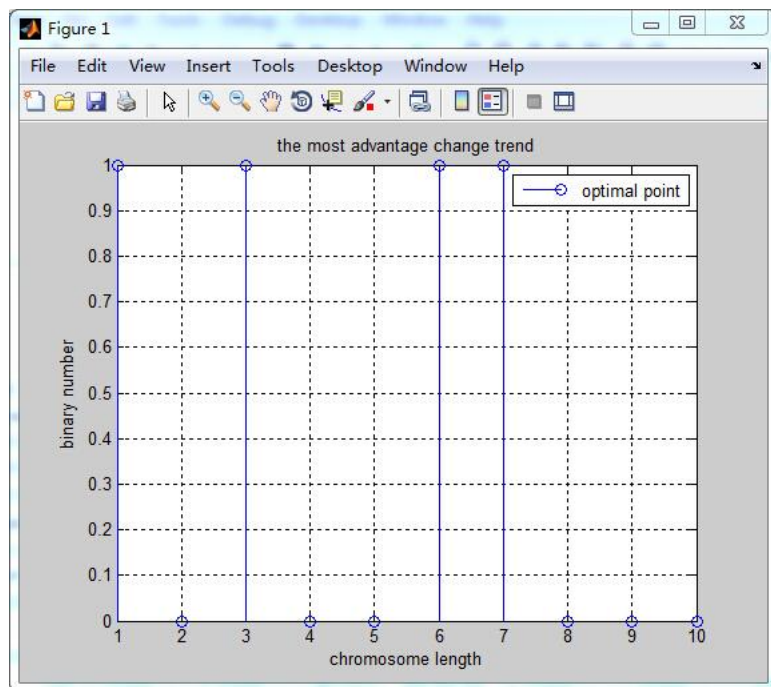 Figure 1
File Edit View Insert Tools Desktop Window Help
the most advantage change trend
optimal point
1
0.9
0.8
0.7
0.6
0.5
0.4
0.3
0.2
0.1
0
binary number
1 2 3 4 5 6 7 8 9 10
chromosome length